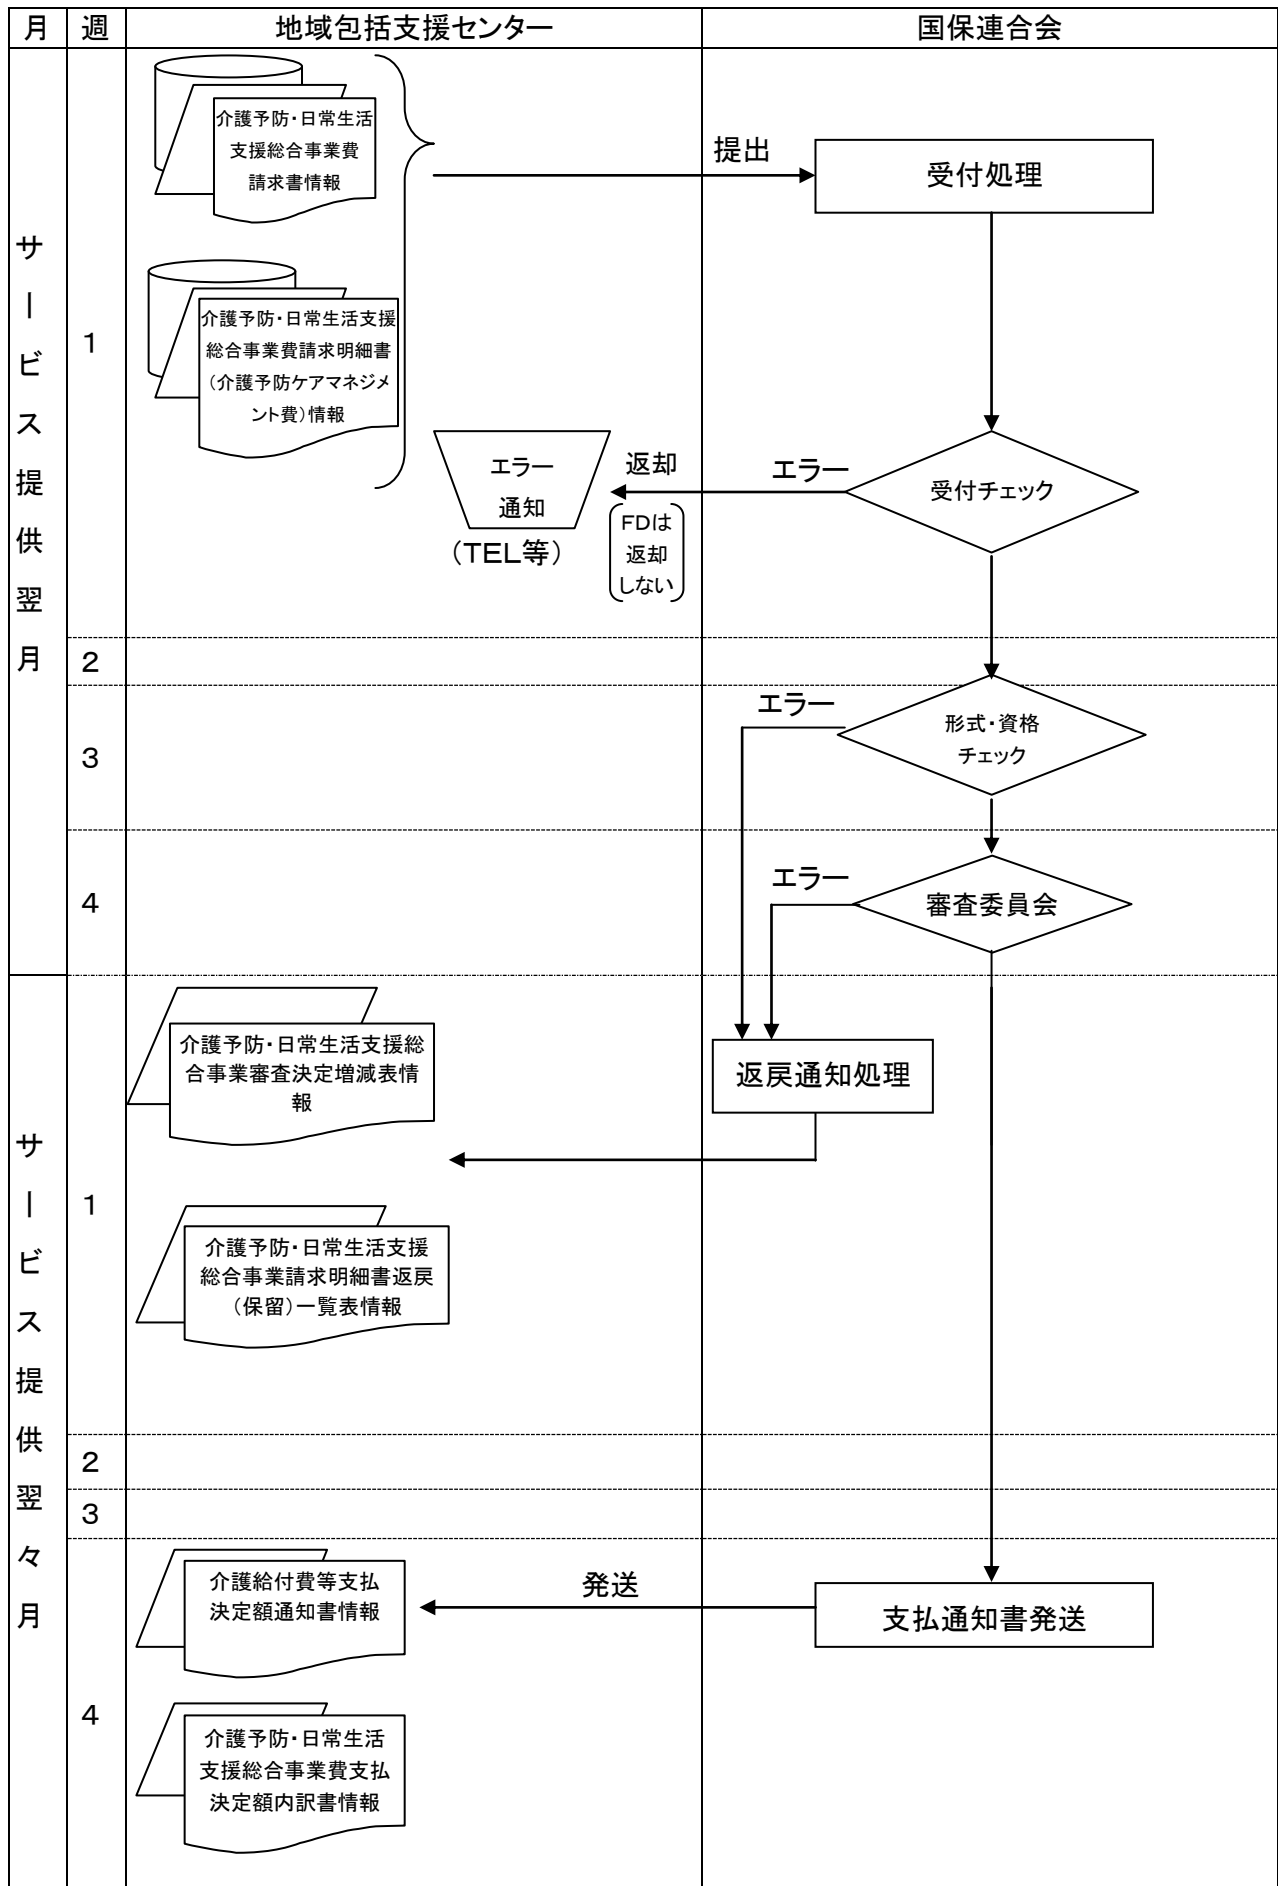 月
週
地域包括支援センター
国保連合会
サービス提供翌月
1
介護予防・日常生活
支援総合事業費
請求書情報
提出
受付処理
介護予防・日常生活支援
総合事業費請求明細書
（介護予防ケアマネジメ
ント費）情報
エラー
通知
（TEL等）
返却
FDは
返却
しない
エラー
受付チェック
2
3
エラー
形式・資格
チェック
4
エラー
審査委員会
サービス提供翌々月
1
介護予防・日常生活支援総
合事業審査決定増減表情
報
返戻通知処理
介護予防・日常生活支援
総合事業請求明細書返戻
（保留）一覧表情報
2
3
4
介護給付費等支払
決定額通知書情報
発送
支払通知書発送
介護予防・日常生活
支援総合事業費支払
決定額内訳書情報